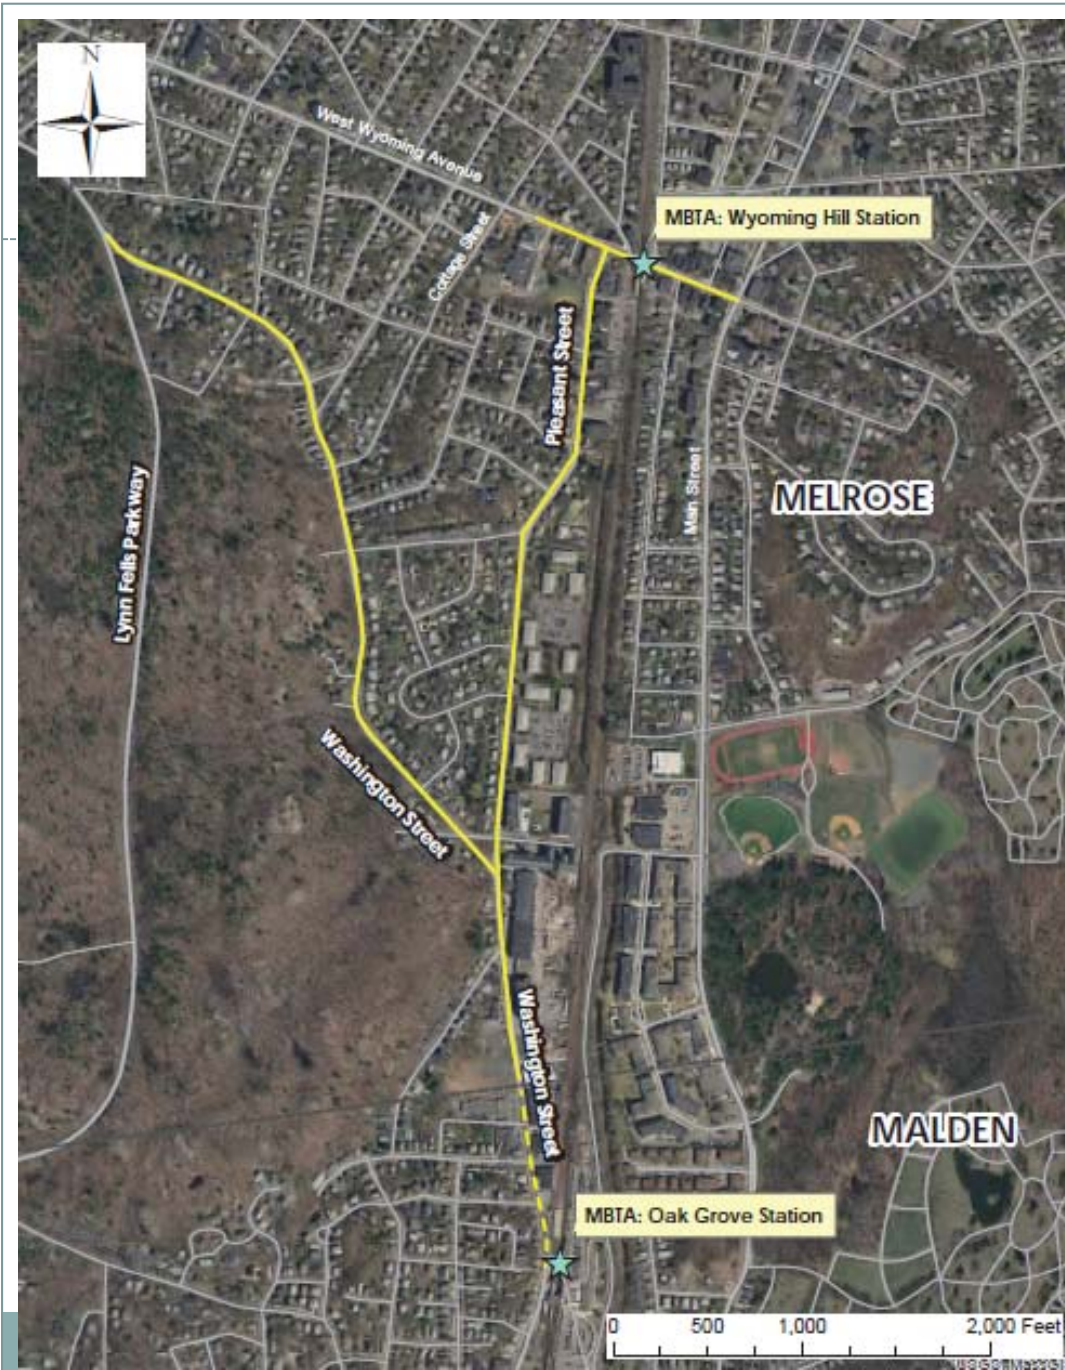 N
West Wyoming Avenue
MBTA: Wyoming Hill Station
Cottage Street
Pleasant Street
Main Street
MELROSE
Lynn Fells Parkway
Washington Street
Washington Street
MALDEN
MBTA: Oak Grove Station
0 500 1,000 2,000 Feet